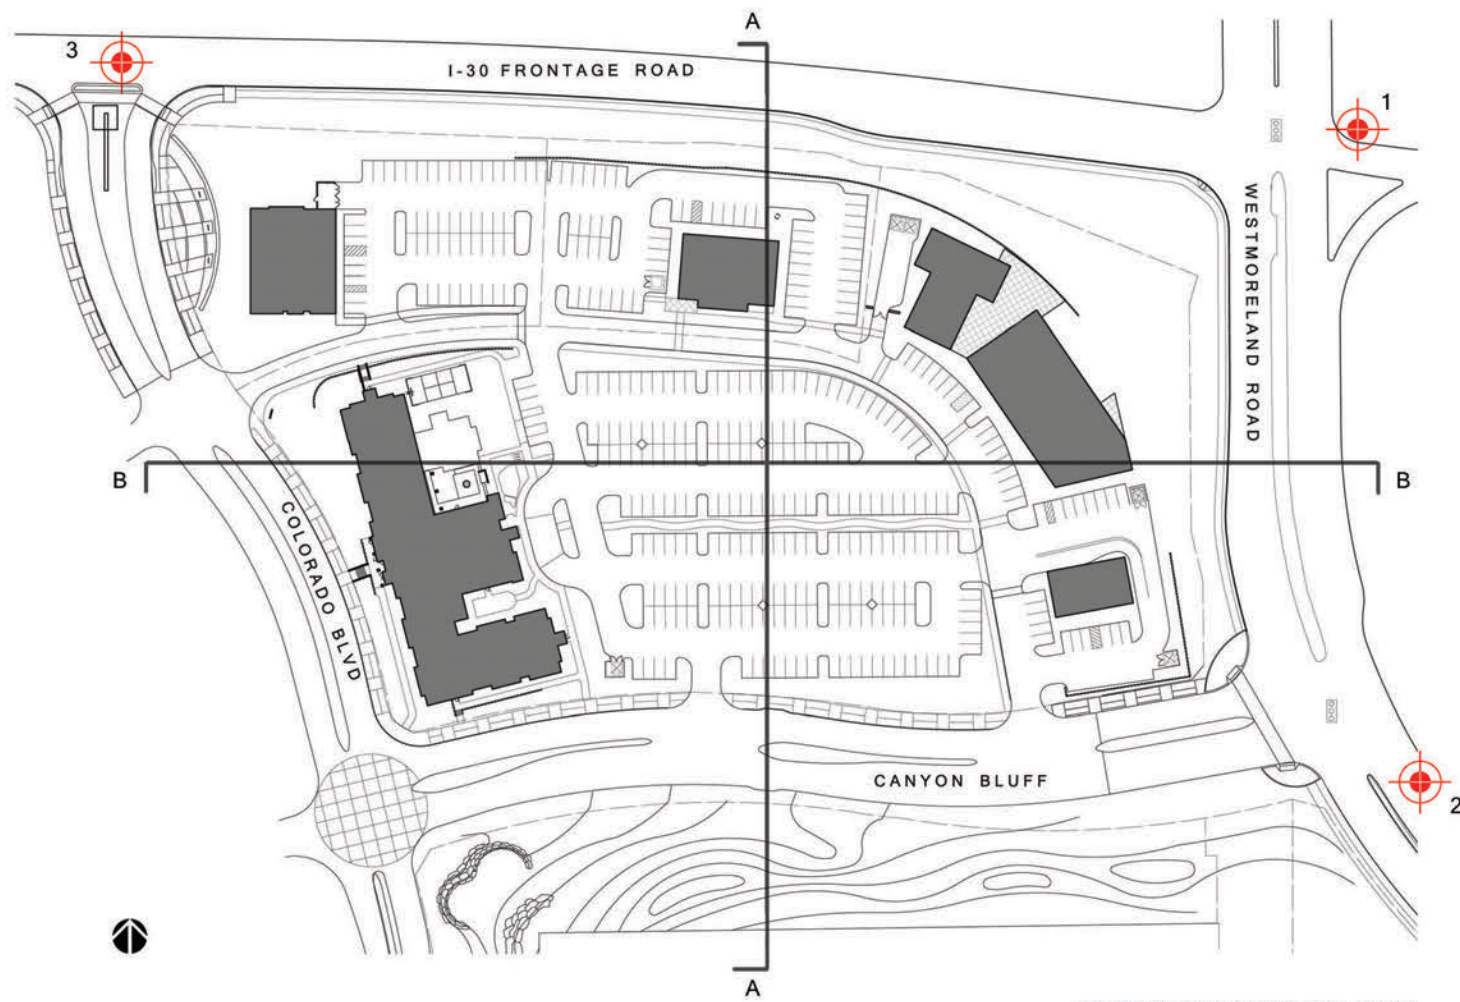 A
3
I-30 FRONTAGE ROAD
1
WESTMORELAND ROAD
B
B
COLORADO BLVD
CANYON BLUFF
2
A